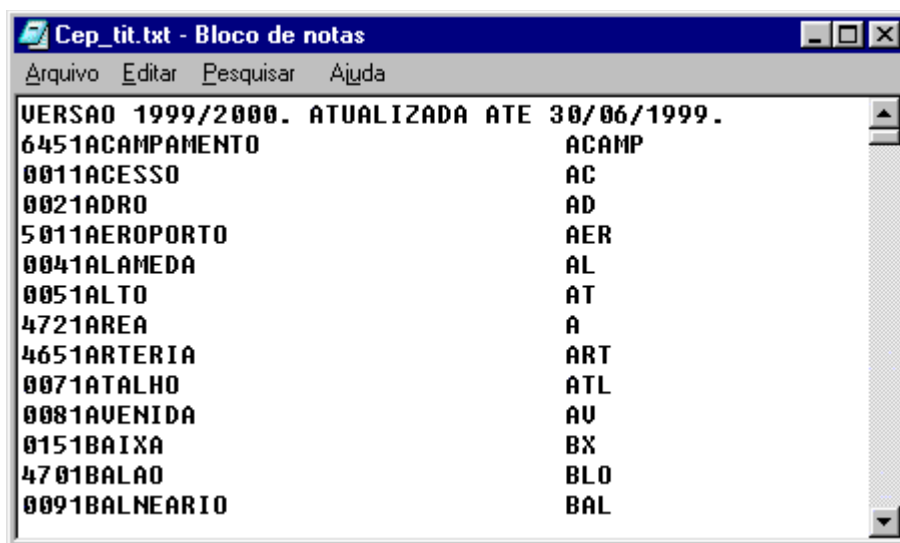 Cep_tit.txt - Bloco de notas
Arquivo Editar Pesquisar Ajuda
VERSAO 1999/2000. ATUALIZADA ATE 30/06/1999.
6451ACAMPAMENTO ACAMP
0011ACESSO AC
0021ADRO AD
5011AEROPORTO AER
0041ALAMEDA AL
0051ALTO AT
4721AREA A
4651ARTERIA ART
0071ATALHO ATL
0081AVENIDA AV
0151BAIXA BX
4701BALAO BLO
0091BALNEARIO BAL